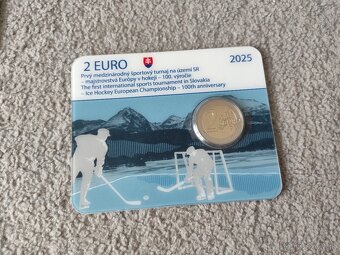 2 EURO
2025
Prvý medzinárodný športový turnaj na území SR
– majstrovstvá Európy v hokeji – 100. výročie
The first international sports tournament in Slovakia
– Ice Hockey European Championship – 100th anniversary